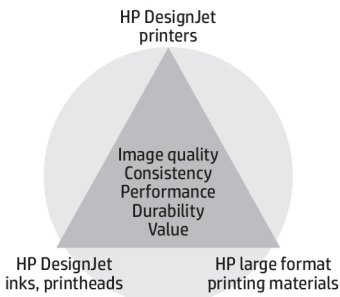 HP DesignJet
printers
Image quality
Consistency
Performance
Durability
Value
HP DesignJet
inks, printheads
HP large format
printing materials